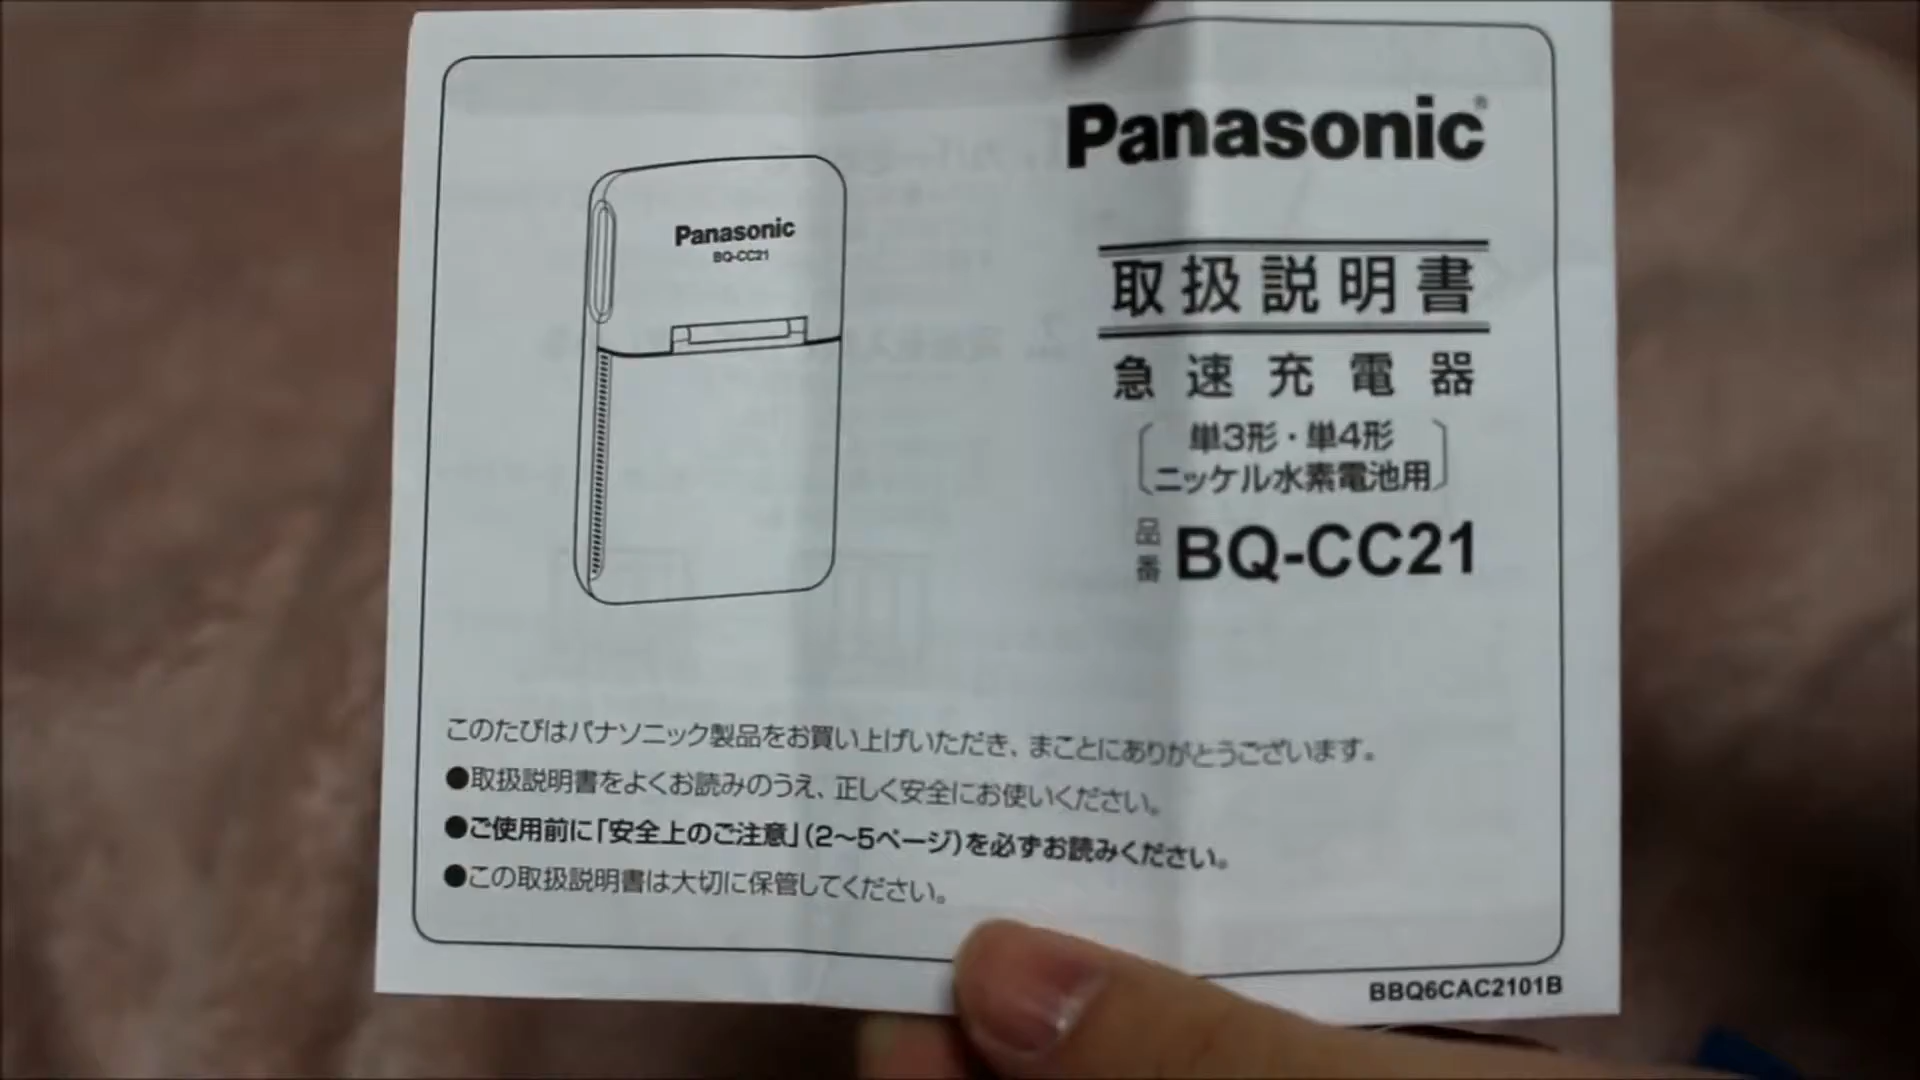 Panasonic®
取扱説明書
急速充電器
単3形・単4形
ニッケル水素電池用
品番 BQ-CC21
Panasonic
BQ-CC21
このたびはパナソニック製品をお買い上げいただき、まことにありがとうございます。
●取扱説明書をよくお読みのうえ、正しく安全にお使いください。
●ご使用前に「安全上のご注意」(2〜5ページ)を必ずお読みください。
●この取扱説明書は大切に保管してください。
BBQ6CAC2101B